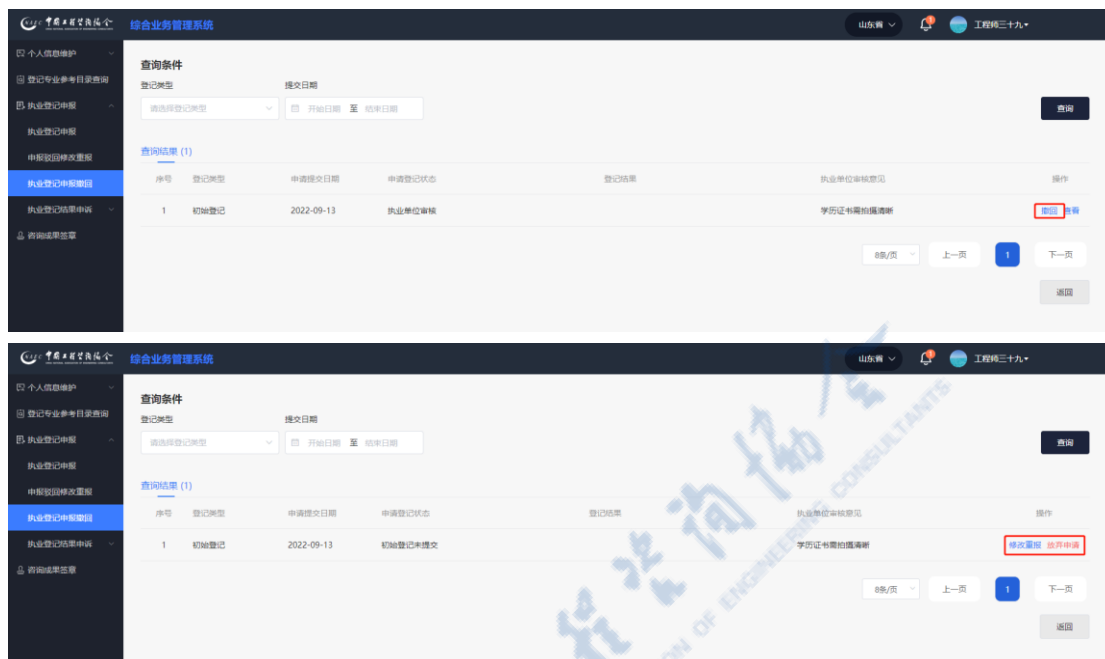 CNAEC 中国工程咨询协会 综合业务管理系统 山东省 工程师三十九
个人信息维护
登记专业参考目录查询
执业登记申报
执业登记申报
申报驳回修改重报
执业登记申报撤回
执业登记结果申诉
咨询成果签章
查询条件
登记类型 提交日期
请选择登记类型 开始日期 至 结束日期 查询
查询结果 (1)
序号 登记类型 申请提交日期 申请登记状态 登记结果 执业单位审核意见 操作
1 初始登记 2022-09-13 执业单位审核 学历证书需拍摄清晰 撤回 查看
8条/页 上一页 1 下一页
返回
中国工程咨询协会 综合业务管理系统 山东省 工程师三十九
个人信息维护
登记专业参考目录查询
执业登记申报
执业登记申报
申报驳回修改重报
执业登记申报撤回
执业登记结果申诉
咨询成果签章
查询条件
登记类型 提交日期
请选择登记类型 开始日期 至 结束日期 查询
查询结果 (1)
序号 登记类型 申请提交日期 申请登记状态 登记结果 执业单位审核意见 操作
1 初始登记 2022-09-13 初始登记未提交 学历证书需拍摄清晰 修改重报 放弃申请
8条/页 上一页 1 下一页
返回
程咨询协会
OF ENGINEERING CONSULTANTS